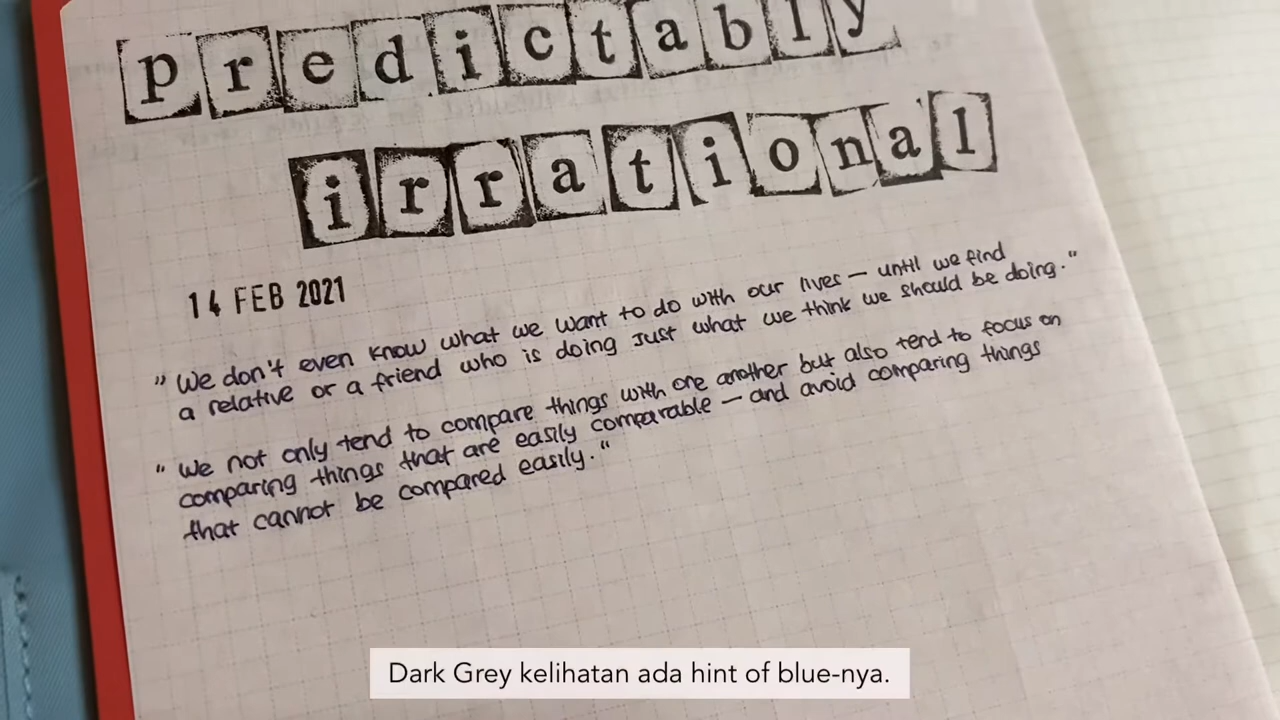 predictably
irrational
14 FEB 2021
" We don't even know what we want to do with our lives — until we find
a relative or a friend who is doing just what we think we should be doing."
" We not only tend to compare things with one another but also tend to focus on
comparing things that are easily comparable — and avoid comparing things
that cannot be compared easily."
Dark Grey kelihatan ada hint of blue-nya.